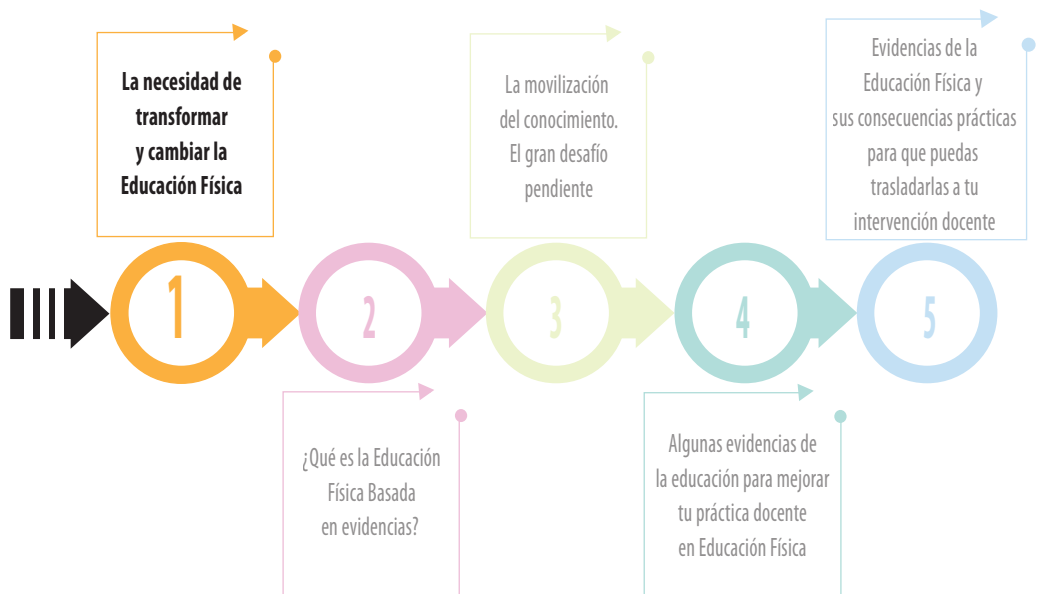 La necesidad de
transformar
y cambiar la
Educación Física
1
¿Qué es la Educación
Física Basada
en evidencias?
2
La movilización
del conocimiento.
El gran desafío
pendiente
3
Algunas evidencias de
la educación para mejorar
tu práctica docente
en Educación Física
4
Evidencias de la
Educación Física y
sus consecuencias prácticas
para que puedas
trasladarlas a tu
intervención docente
5